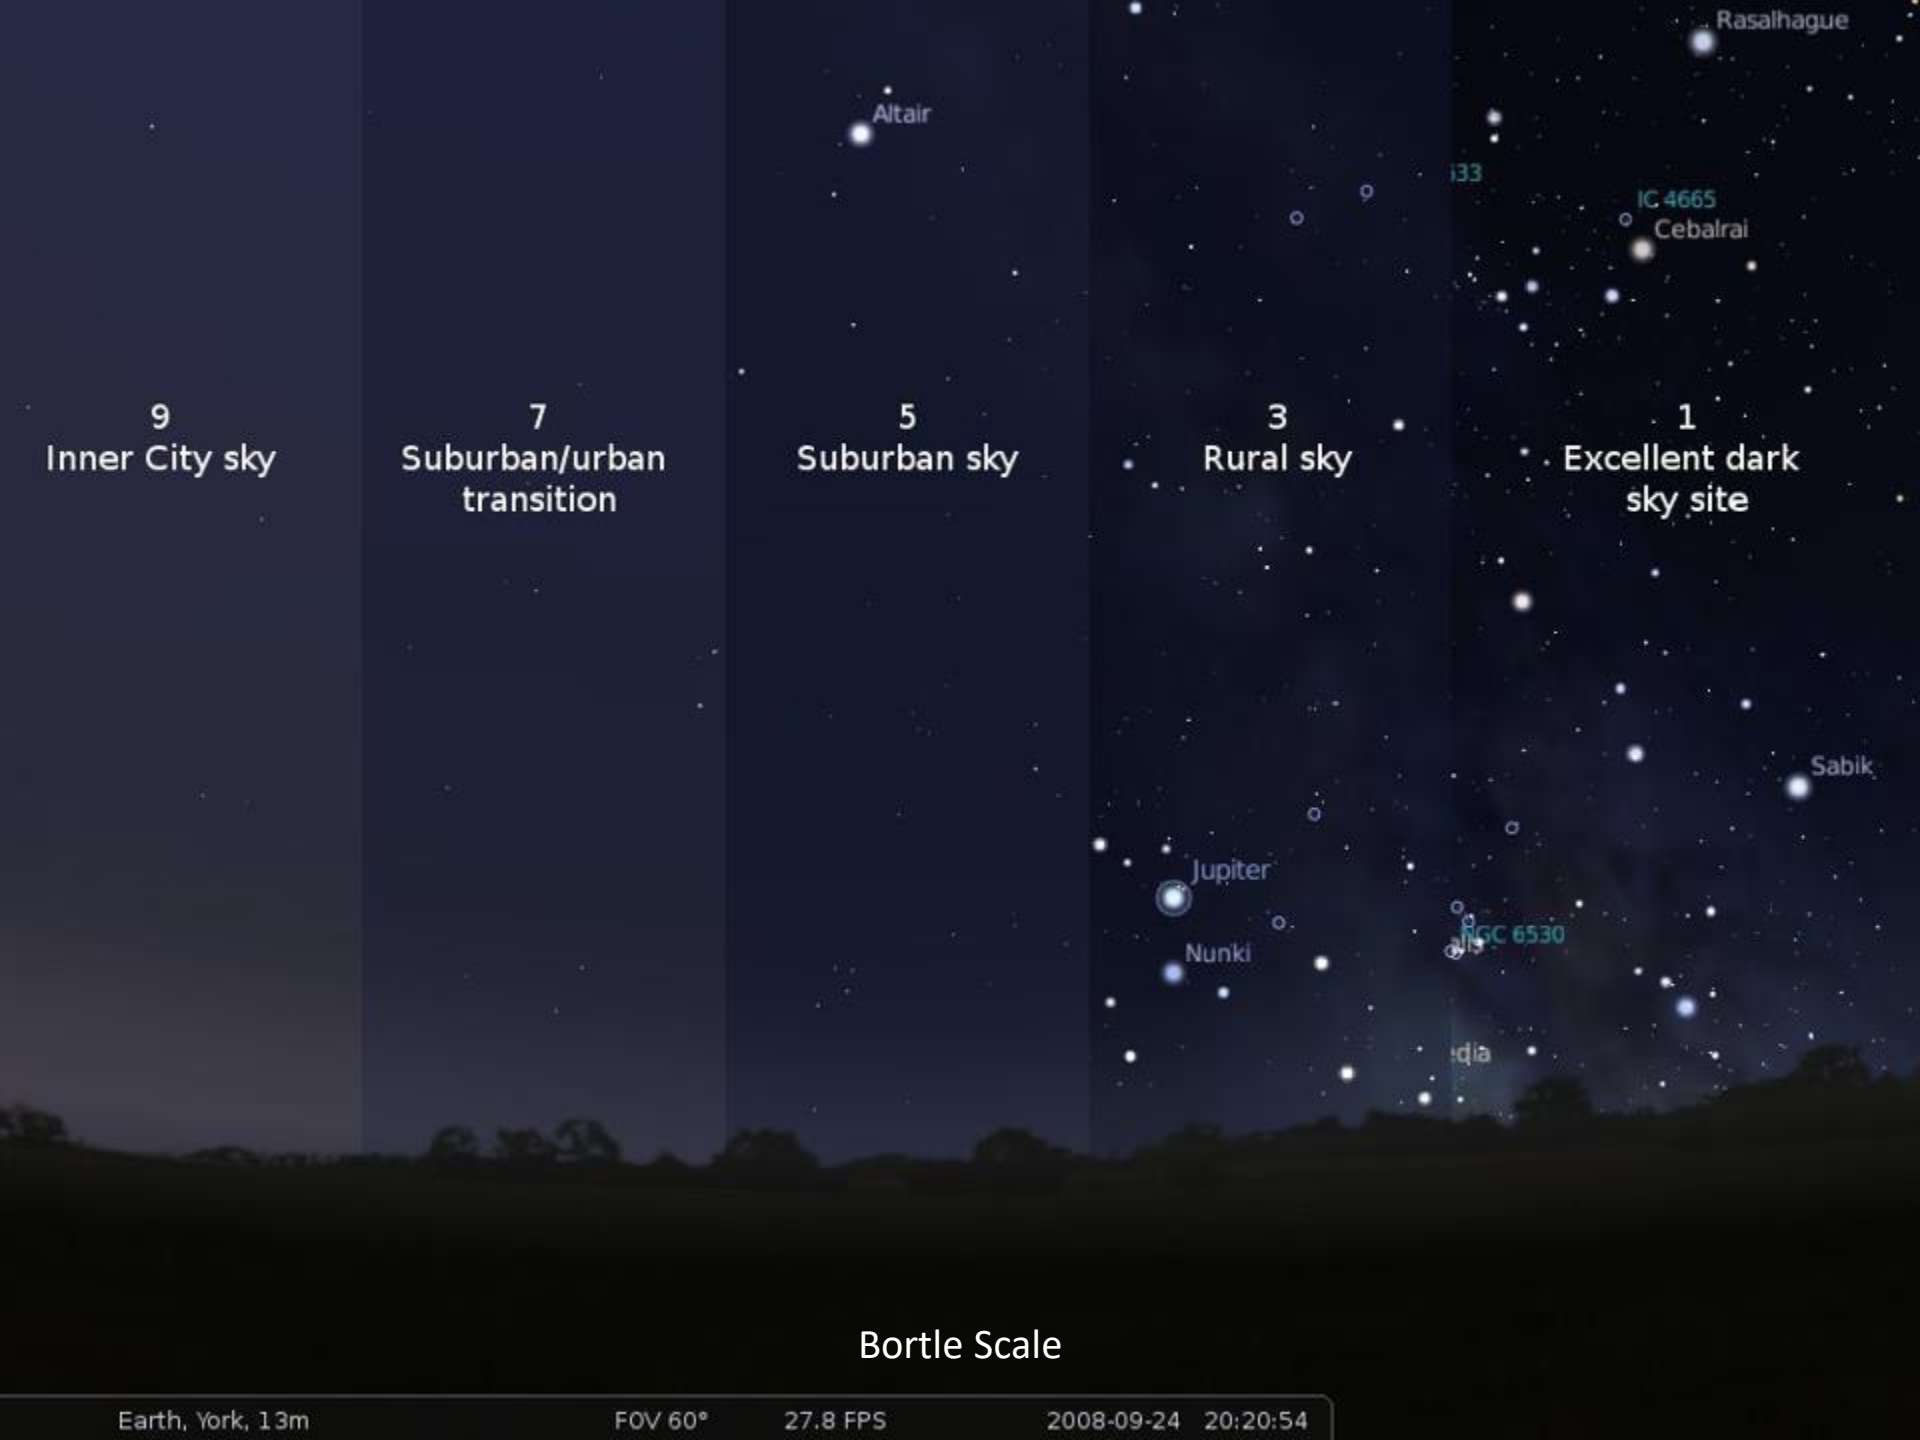 Rasalhague
Altair
IC 4665
Cebalrai
9
Inner City sky
7
Suburban/urban
transition
5
Suburban sky
3
Rural sky
1
Excellent dark
sky site
Sabik
Jupiter
NGC 6530
Nunki
Bortle Scale
Earth, York, 13m
FOV 60°
27.8 FPS
2008-09-24 20:20:54